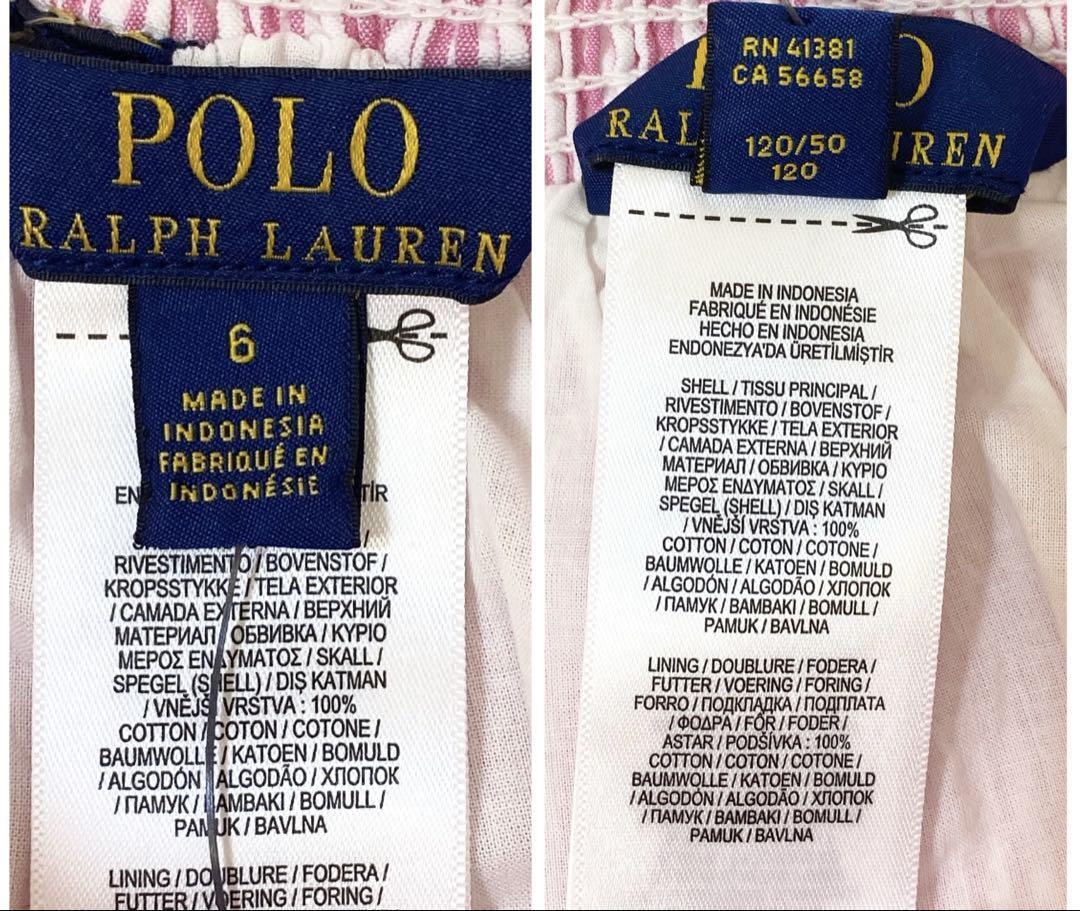 POLO
RALPH LAUREN
6
MADE IN
INDONESIA
FABRIQUÉ EN
INDONÉSIE
EN TİR
/
RIVESTIMENTO / BOVENSTOF /
KROPSSTYKKE / TELA EXTERIOR
/ CAMADA EXTERNA / ВЕРХНИЙ
МАТЕРИАЛ / ОБВИВКА / ΚΥΡΙΟ
ΜΕΡΟΣ ΕΝΔΥΜΑΤΟΣ / SKALL /
SPEGEL (SHELL) / DIŞ KATMAN
/ VNĚJŠÍ VRSTVA : 100%
COTTON / COTON / COTONE /
BAUMWOLLE / KATOEN / BOMULD
/ ALGODÓN / ALGODÃO / ХЛОПОК
/ ПАМУК / BAMBAKI / BOMULL /
PAMUK / BAVLNA
LINING / DOUBLURE / FODERA /
FUTTER / VOERING / FORING /
RN 41381
CA 56658
120/50
120
RAL UREN
MADE IN INDONESIA
FABRIQUÉ EN INDONÉSIE
HECHO EN INDONESIA
ENDONEZYA'DA ÜRETİLMİŞTİR
SHELL / TISSU PRINCIPAL /
RIVESTIMENTO / BOVENSTOF /
KROPSSTYKKE / TELA EXTERIOR
/ CAMADA EXTERNA / ВЕРХНИЙ
МАТЕРИАЛ / ОБВИВКА / ΚΥΡΙΟ
ΜΕΡΟΣ ΕΝΔΥΜΑΤΟΣ / SKALL /
SPEGEL (SHELL) / DIŞ KATMAN
/ VNĚJŠÍ VRSTVA : 100%
COTTON / COTON / COTONE /
BAUMWOLLE / KATOEN / BOMULD
/ ALGODÓN / ALGODÃO / ХЛОПОК
/ ПАМУК / BAMBAKI / BOMULL /
PAMUK / BAVLNA
LINING / DOUBLURE / FODERA /
FUTTER / VOERING / FORING /
FORRO / ПОДКЛАДКА / ПОДПЛАТА
/ ΦΟΔΡΑ / FÔR / FODER /
ASTAR / PODŠÍVKA : 100%
COTTON / COTON / COTONE /
BAUMWOLLE / KATOEN / BOMULD
/ ALGODÓN / ALGODÃO / ХЛОПОК
/ ПАМУК / BAMBAKI / BOMULL /
PAMUK / BAVLNA